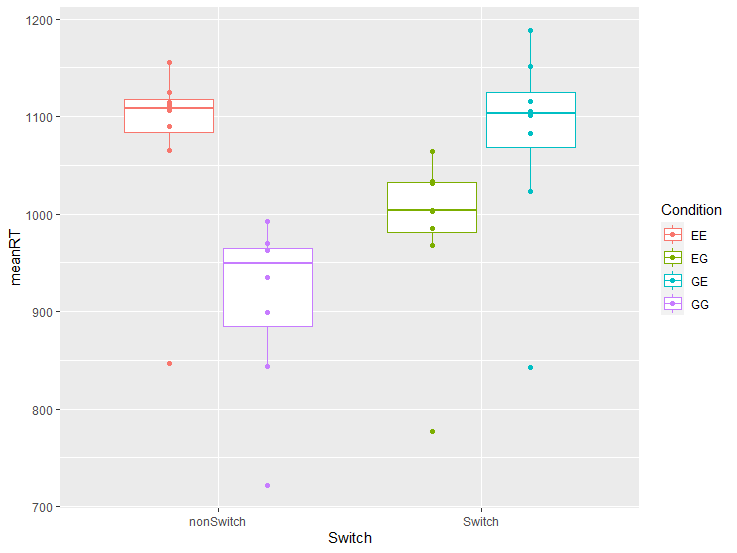 1200
1100
1000
900
800
700
meanRT
nonSwitch
Switch
Switch
Condition
EE
EG
GE
GG